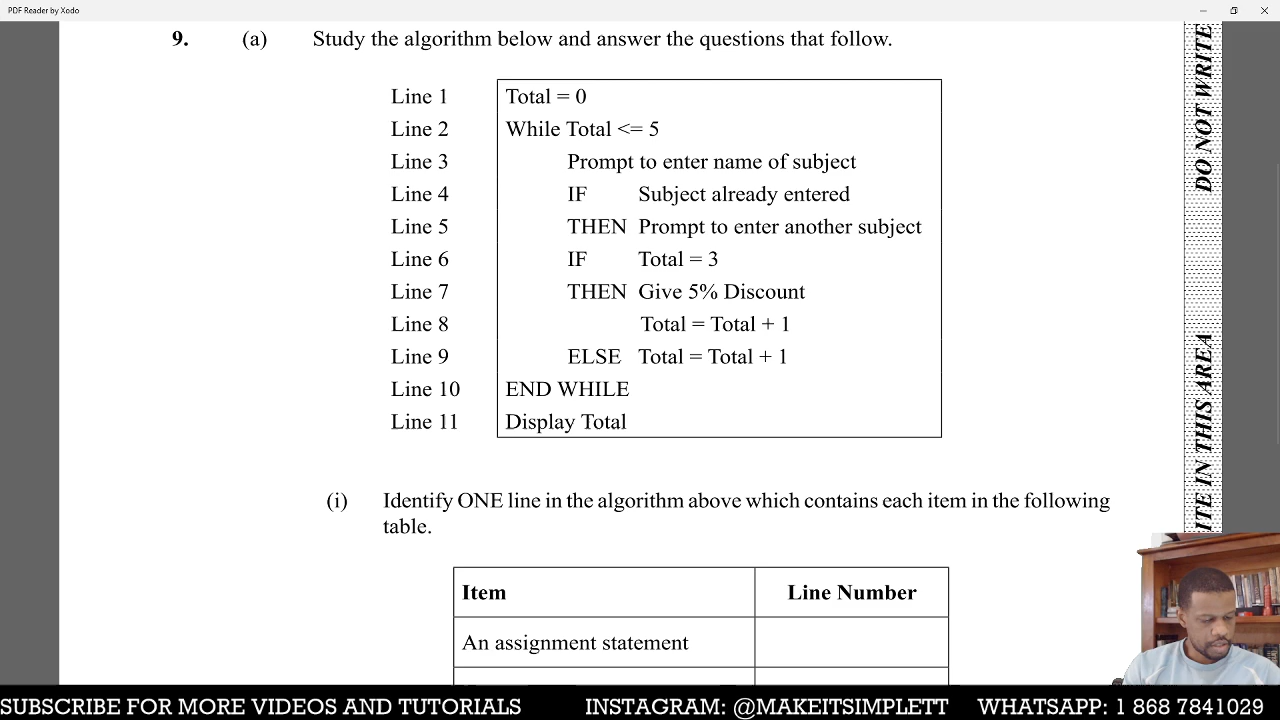 PDF Reader by Xodo
9. (a) Study the algorithm below and answer the questions that follow.
Line 1 Total = 0
Line 2 While Total <= 5
Line 3 Prompt to enter name of subject
Line 4 IF Subject already entered
Line 5 THEN Prompt to enter another subject
Line 6 IF Total = 3
Line 7 THEN Give 5% Discount
Line 8 Total = Total + 1
Line 9 ELSE Total = Total + 1
Line 10 END WHILE
Line 11 Display Total
(i) Identify ONE line in the algorithm above which contains each item in the following
table.
Item Line Number
An assignment statement
DO NOT WRITE
ITE IN THIS AREA
SUBSCRIBE FOR MORE VIDEOS AND TUTORIALS INSTAGRAM: @MAKEITSIMPLETT WHATSAPP: 1 868 7841029